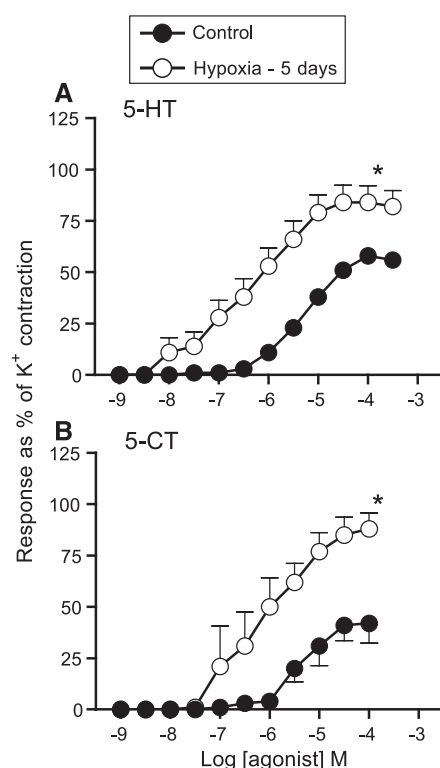 Control
Hypoxia - 5 days
A
5-HT
125
100
75
50
25
0
*
-9 -8 -7 -6 -5 -4 -3
B
5-CT
125
100
75
50
25
0
*
-9 -8 -7 -6 -5 -4 -3
Log [agonist] M
Response as % of K⁺ contraction